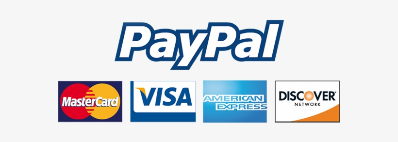 PayPal
MasterCard
VISA
AMERICAN
EXPRESS
DISCOVER
NETWORK